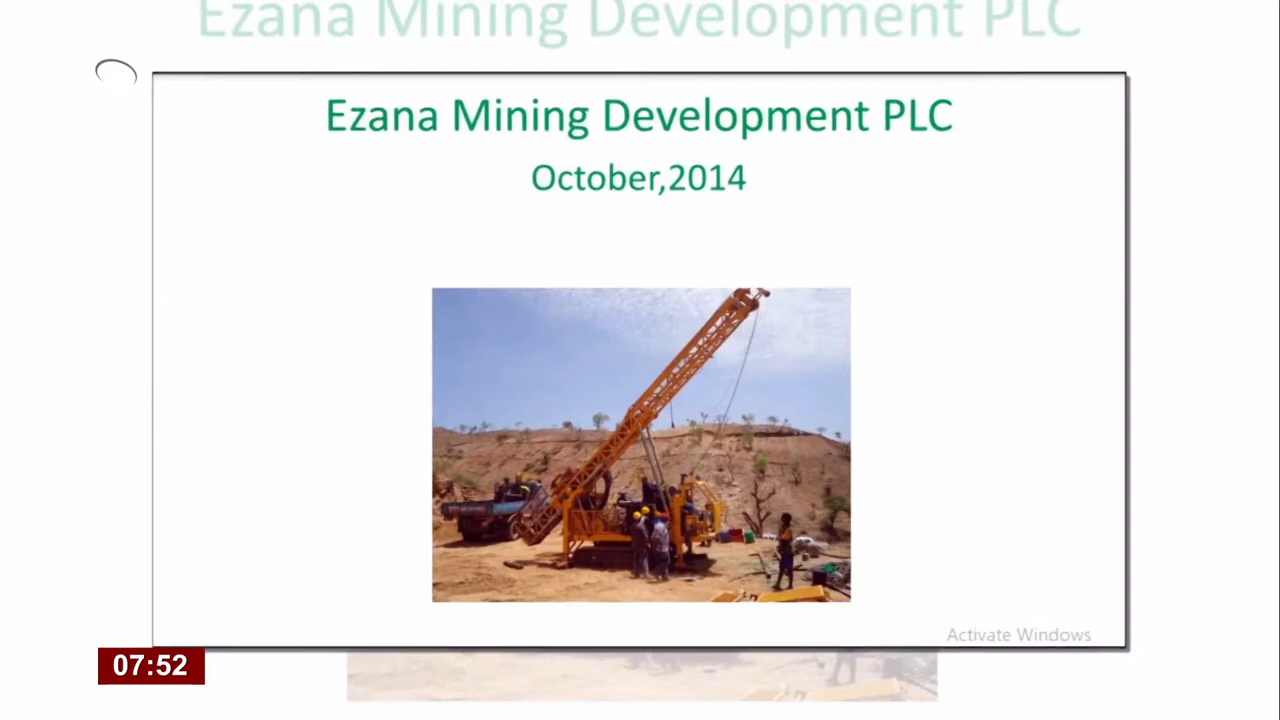 Ezana Mining Development PLC
Ezana Mining Development PLC
October,2014
Activate Windows
07:52